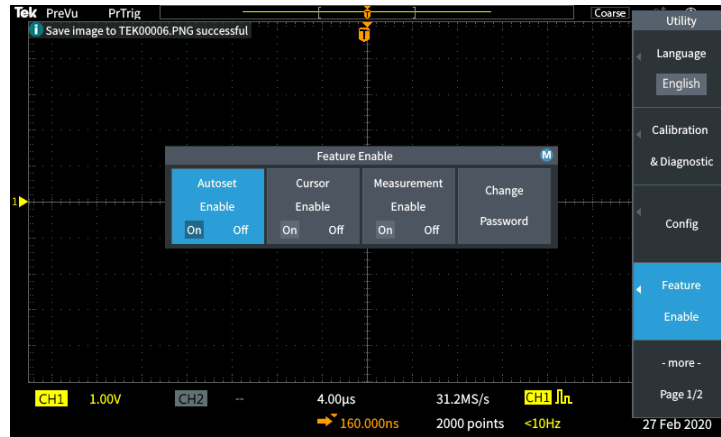 Tek PreVu PrTrig Coarse
Save image to TEK00006.PNG successful
T
Utility
Language
English
Calibration
& Diagnostic
Config
Feature
Enable
- more -
Page 1/2
Feature Enable M
Autoset Enable On Off
Cursor Enable On Off
Measurement Enable On Off
Change Password
1
CH1 1.00V CH2 -- 4.00µs 31.2MS/s CH1
160.000ns 2000 points <10Hz 27 Feb 2020